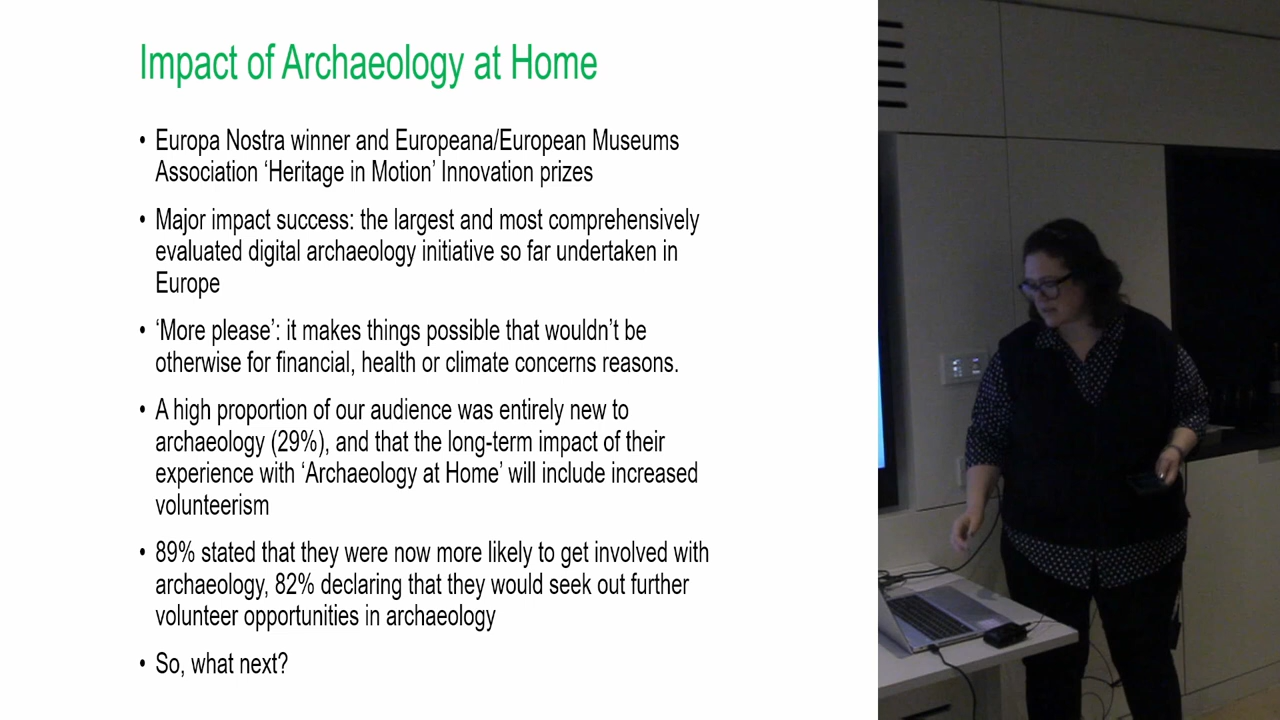 Impact of Archaeology at Home
• Europa Nostra winner and Europeana/European Museums
Association ‘Heritage in Motion’ Innovation prizes
• Major impact success: the largest and most comprehensively
evaluated digital archaeology initiative so far undertaken in
Europe
• ‘More please’: it makes things possible that wouldn’t be
otherwise for financial, health or climate concerns reasons.
• A high proportion of our audience was entirely new to
archaeology (29%), and that the long-term impact of their
experience with ‘Archaeology at Home’ will include increased
volunteerism
• 89% stated that they were now more likely to get involved with
archaeology, 82% declaring that they would seek out further
volunteer opportunities in archaeology
• So, what next?